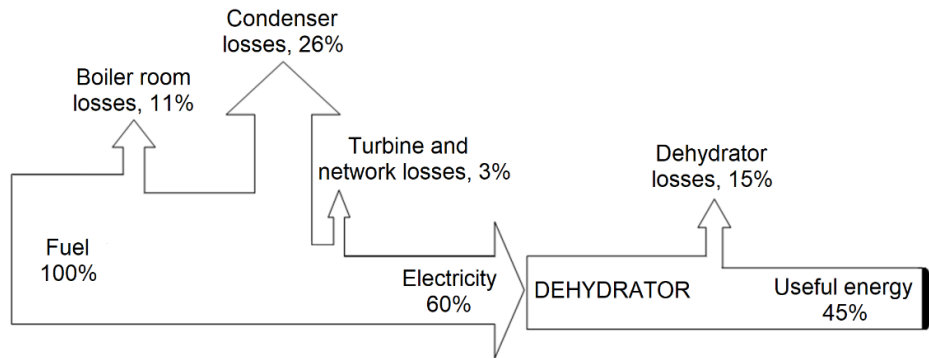 Condenser
losses, 26%
Boiler room
losses, 11%
Turbine and
network losses, 3%
Dehydrator
losses, 15%
Fuel
100%
Electricity
60%
DEHYDRATOR
Useful energy
45%